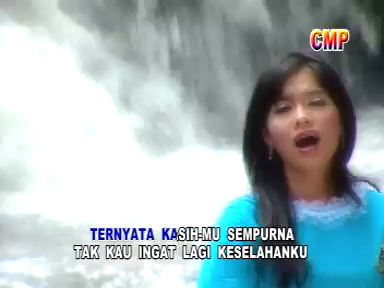 CMP
TERNYATA KASIH-MU SEMPURNA
TAK KAU INGAT LAGI KESELAHANKU